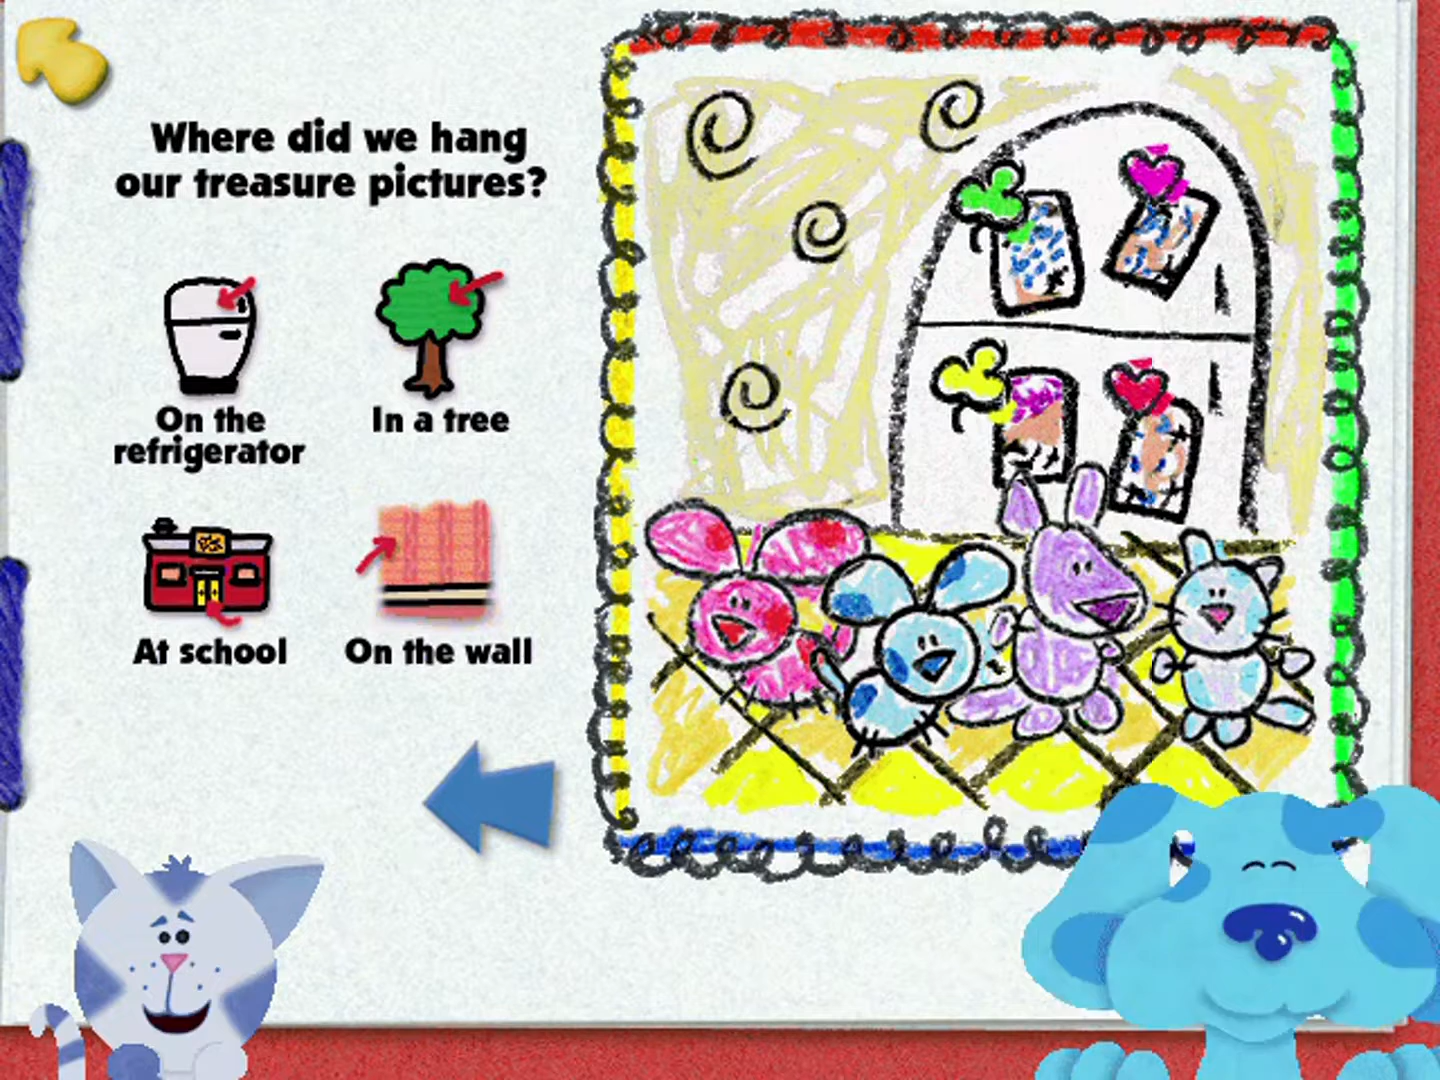 Where did we hang
our treasure pictures?
On the
refrigerator
In a tree
At school
On the wall